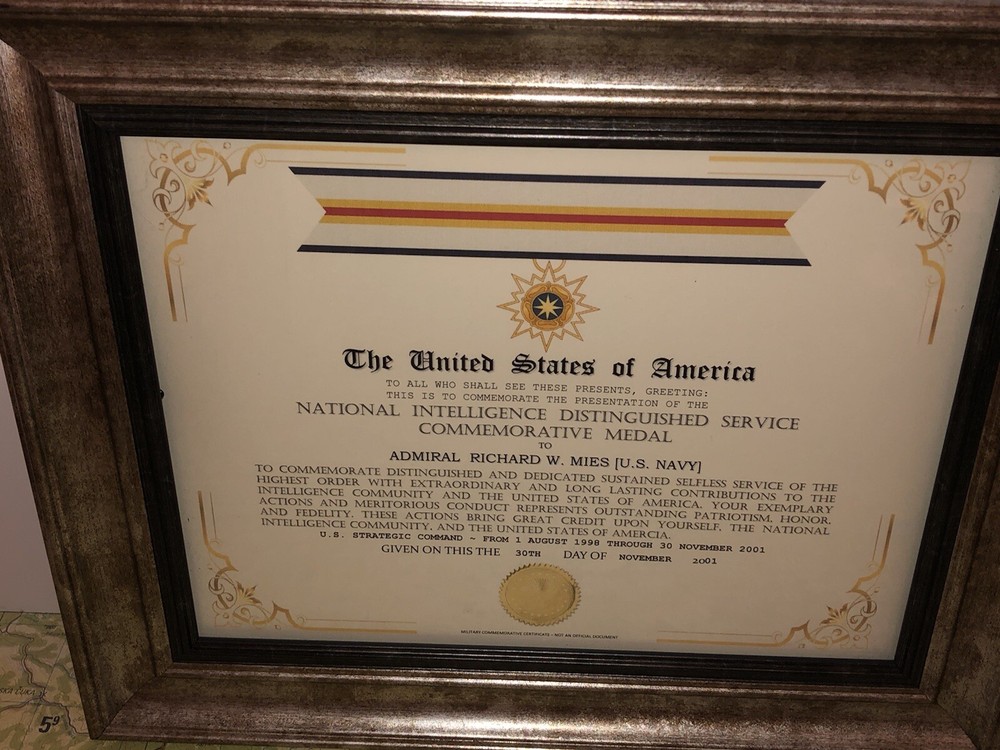 The United States of America
TO ALL WHO SHALL SEE THESE PRESENTS, GREETING:
THIS IS TO COMMEMORATE THE PRESENTATION OF THE
NATIONAL INTELLIGENCE DISTINGUISHED SERVICE
COMMEMORATIVE MEDAL
TO
ADMIRAL RICHARD W. MIES [U.S. NAVY]
TO COMMEMORATE DISTINGUISHED AND DEDICATED SUSTAINED SELFLESS SERVICE OF THE
HIGHEST ORDER WITH EXTRAORDINARY AND LONG LASTING CONTRIBUTIONS TO THE
INTELLIGENCE COMMUNITY AND THE UNITED STATES OF AMERICA. YOUR EXEMPLARY
ACTIONS AND MERITORIOUS CONDUCT REPRESENTS OUTSTANDING PATRIOTISM, HONOR,
AND FEDELITY. THESE ACTIONS BRING GREAT CREDIT UPON YOURSELF, THE NATIONAL
INTELLIGENCE COMMUNITY, AND THE UNITED STATES OF AMERCIA.
U.S. STRATEGIC COMMAND ~ FROM 1 AUGUST 1998 THROUGH 30 NOVEMBER 2001
GIVEN ON THIS THE 30TH DAY OF NOVEMBER 2001
MILITARY COMMEMORATIVE CERTIFICATE - NOT AN OFFICIAL DOCUMENT
59